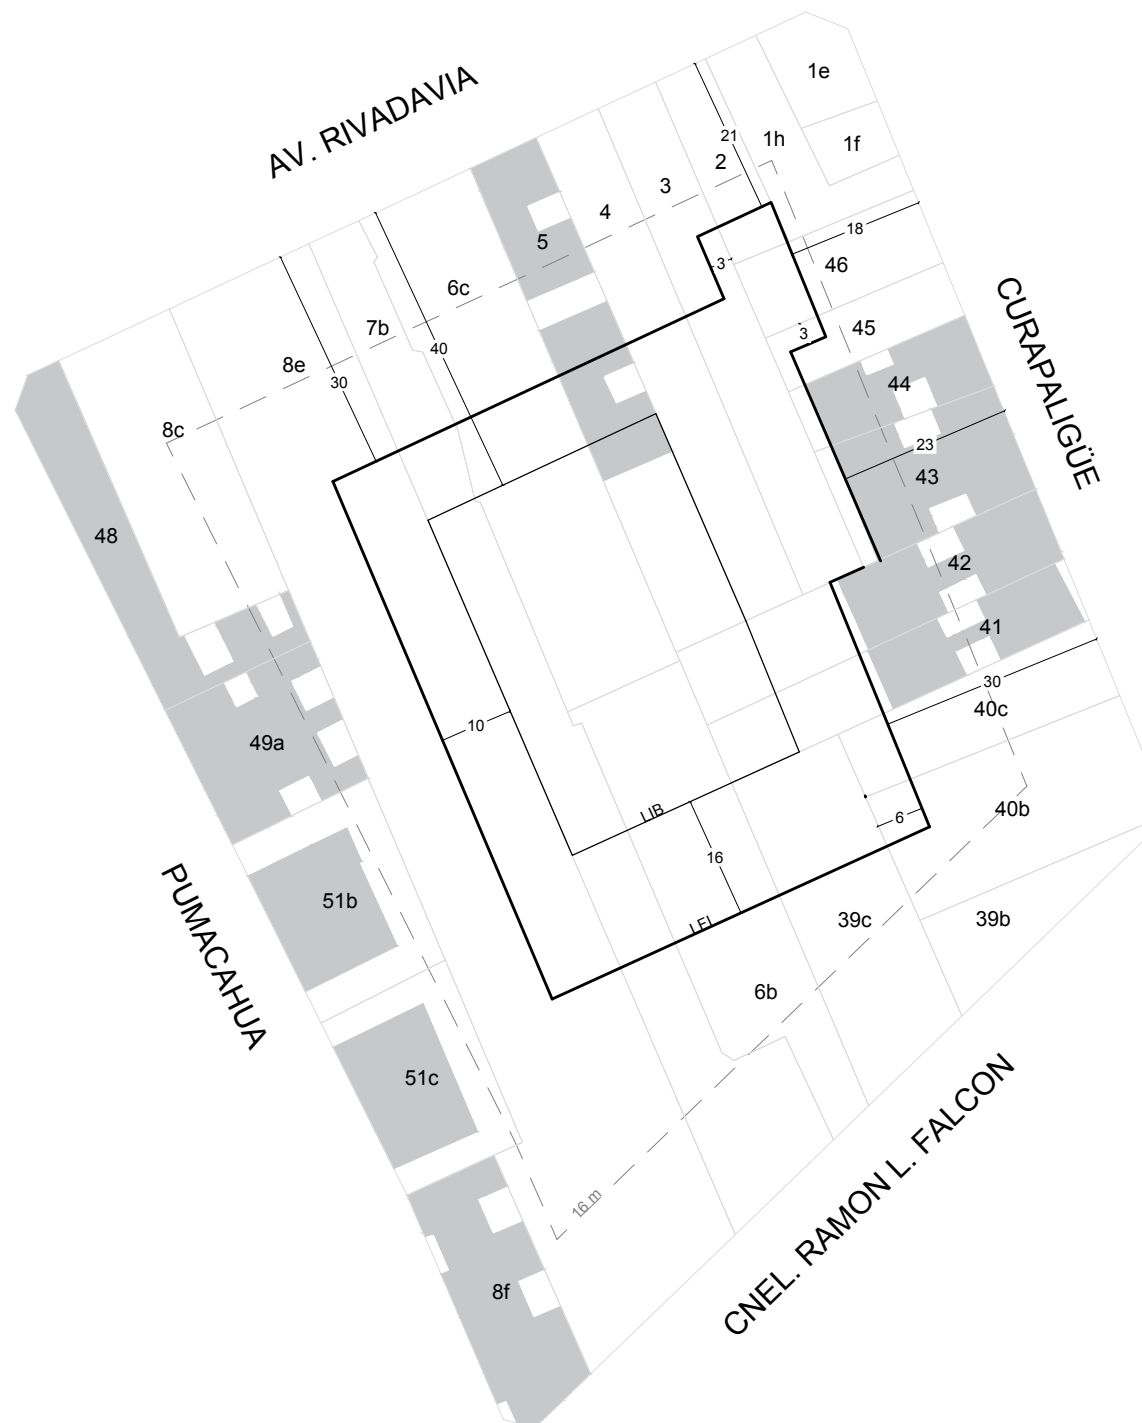 AV. RIVADAVIA
1e
21
1h
1f
2
3
4
5
18
3
46
6c
CURAPALIGÜE
7b
45
3
40
8e
30
44
8c
23
43
48
42
41
30
40c
10
49a
40b
LIB
6
16
51b
39c
39b
LFI
PUMACAHUA
6b
51c
CNEL. RAMON L. FALCON
16 m
8f